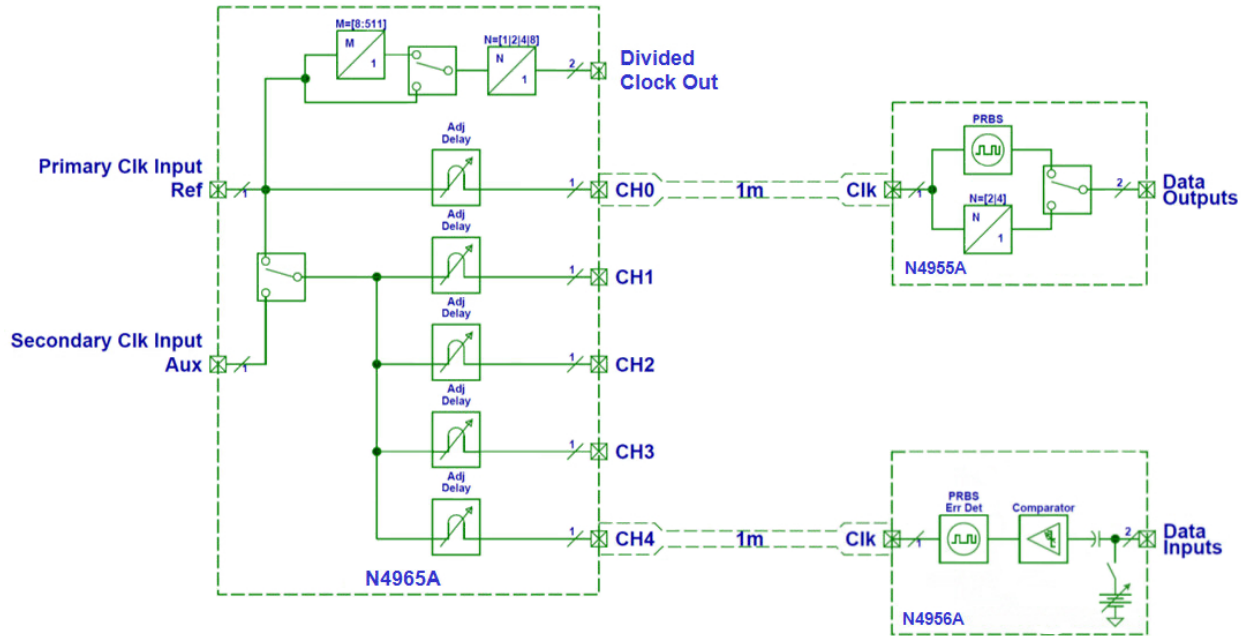 M=[8:511]
M
1
N=[1|2|4|8]
N
1
2
Divided
Clock Out
Primary Clk Input
Ref
1
Adj
Delay
1
CH0
1m
Clk
1
PRBS
N=[2|4]
N
1
2
Data
Outputs
N4955A
Adj
Delay
1
CH1
Secondary Clk Input
Aux
1
Adj
Delay
1
CH2
Adj
Delay
1
CH3
Adj
Delay
1
CH4
1m
Clk
1
PRBS
Err Det
Comparator
2
Data
Inputs
N4965A
N4956A